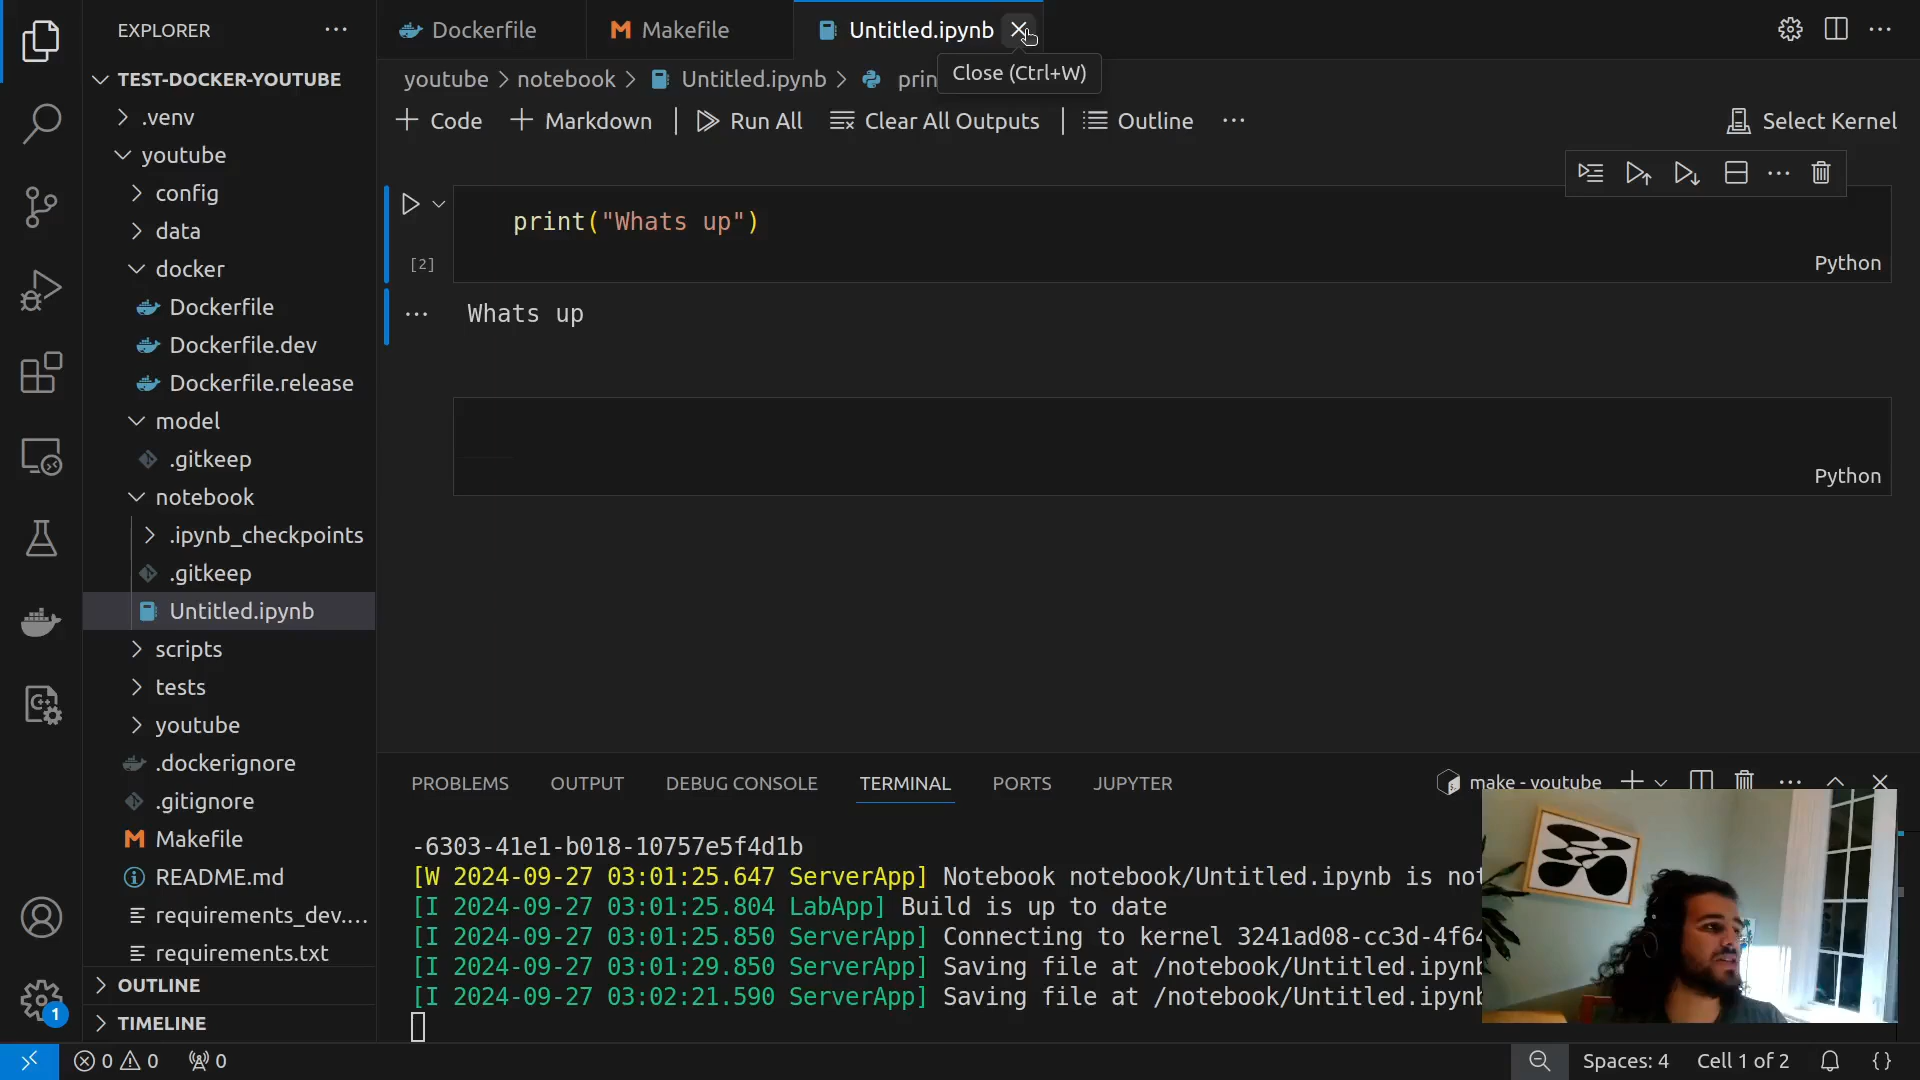 EXPLORER
TEST-DOCKER-YOUTUBE
.venv
youtube
config
data
docker
Dockerfile
Dockerfile.dev
Dockerfile.release
model
.gitkeep
notebook
.ipynb_checkpoints
.gitkeep
Untitled.ipynb
scripts
tests
youtube
.dockerignore
.gitignore
Makefile
README.md
requirements_dev....
requirements.txt
OUTLINE
TIMELINE
1
Dockerfile
Makefile
Untitled.ipynb
youtube > notebook > Untitled.ipynb > prin
Close (Ctrl+W)
Code
Markdown
Run All
Clear All Outputs
Outline
Select Kernel
print("Whats up")
[2]
Python
Whats up
Python
PROBLEMS
OUTPUT
DEBUG CONSOLE
TERMINAL
PORTS
JUPYTER
make - youtube
-6303-41e1-b018-10757e5f4d1b
[W 2024-09-27 03:01:25.647 ServerApp] Notebook notebook/Untitled.ipynb is not
[I 2024-09-27 03:01:25.804 LabApp] Build is up to date
[I 2024-09-27 03:01:25.850 ServerApp] Connecting to kernel 3241ad08-cc3d-4f64
[I 2024-09-27 03:01:29.850 ServerApp] Saving file at /notebook/Untitled.ipynb
[I 2024-09-27 03:02:21.590 ServerApp] Saving file at /notebook/Untitled.ipynb
0 0 0
Spaces: 4
Cell 1 of 2
{}